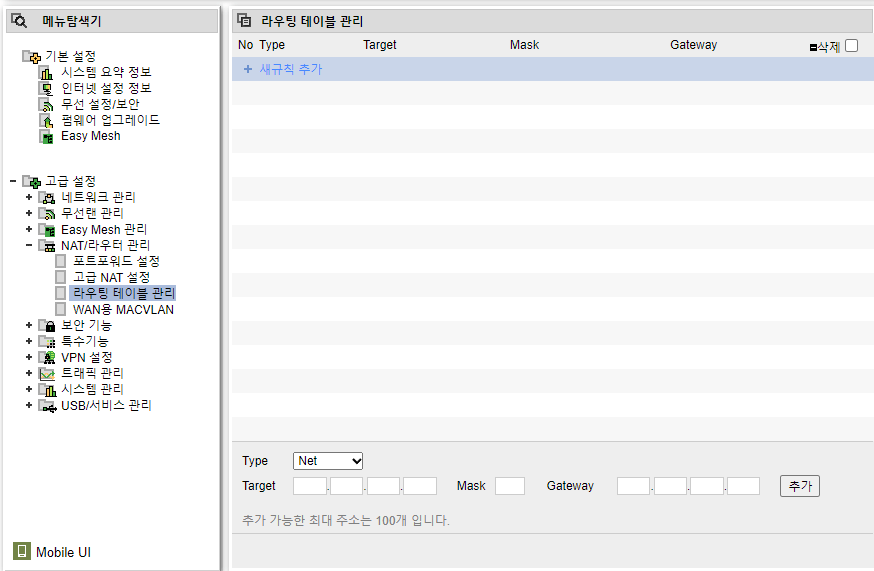 메뉴탐색기
기본 설정
시스템 요약 정보
인터넷 설정 정보
무선 설정/보안
펌웨어 업그레이드
Easy Mesh
고급 설정
네트워크 관리
무선랜 관리
Easy Mesh 관리
NAT/라우터 관리
포트포워드 설정
고급 NAT 설정
라우팅 테이블 관리
WAN용 MACVLAN
보안 기능
특수기능
VPN 설정
트래픽 관리
시스템 관리
USB/서비스 관리
Mobile UI
라우팅 테이블 관리
No Type Target Mask Gateway 삭제
+ 새규칙 추가
Type Net
Target . . . Mask Gateway . . . 추가
추가 가능한 최대 주소는 100개 입니다.